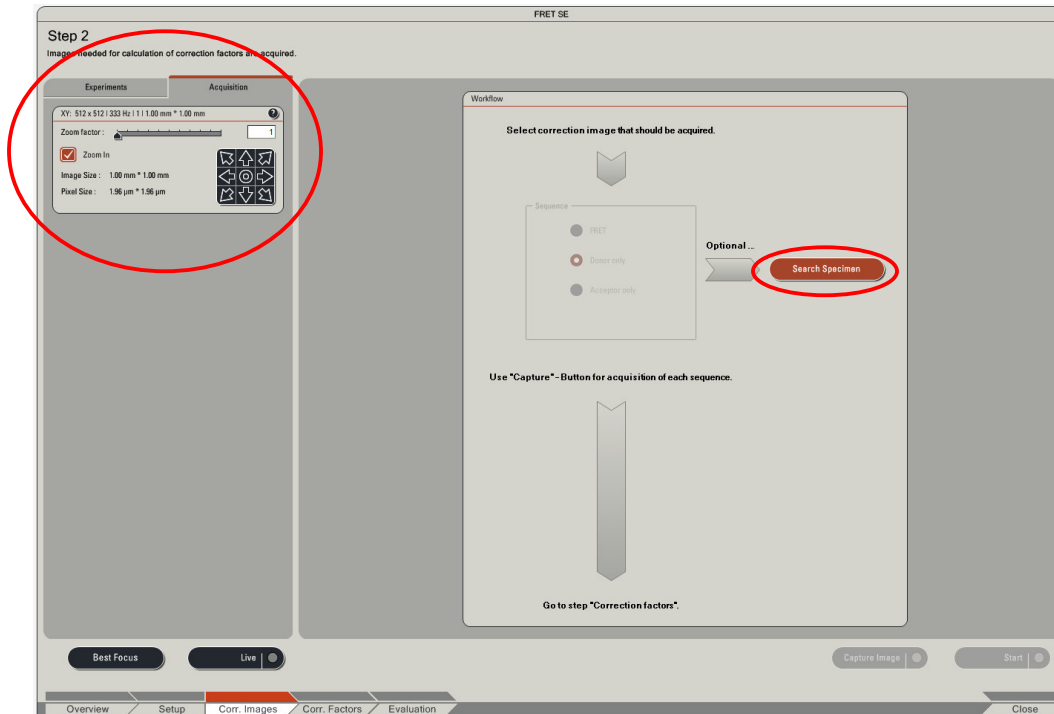 FRET SE
Step 2
Images needed for calculation of correction factors are acquired.
Experiments
Acquisition
XY: 512 x 512 | 333 Hz | 1 | 1.00 mm * 1.00 mm
?
Zoom factor :
1
Zoom In
Image Size : 1.00 mm * 1.00 mm
Pixel Size : 1.96 µm * 1.96 µm
Workflow
Select correction image that should be acquired.
Sequence
FRET
Donor only
Acceptor only
Optional ...
Search Specimen
Use "Capture"-Button for acquisition of each sequence.
Go to step "Correction factors".
Best Focus
Live
Capture Image
Start
Overview
Setup
Corr. Images
Corr. Factors
Evaluation
Close